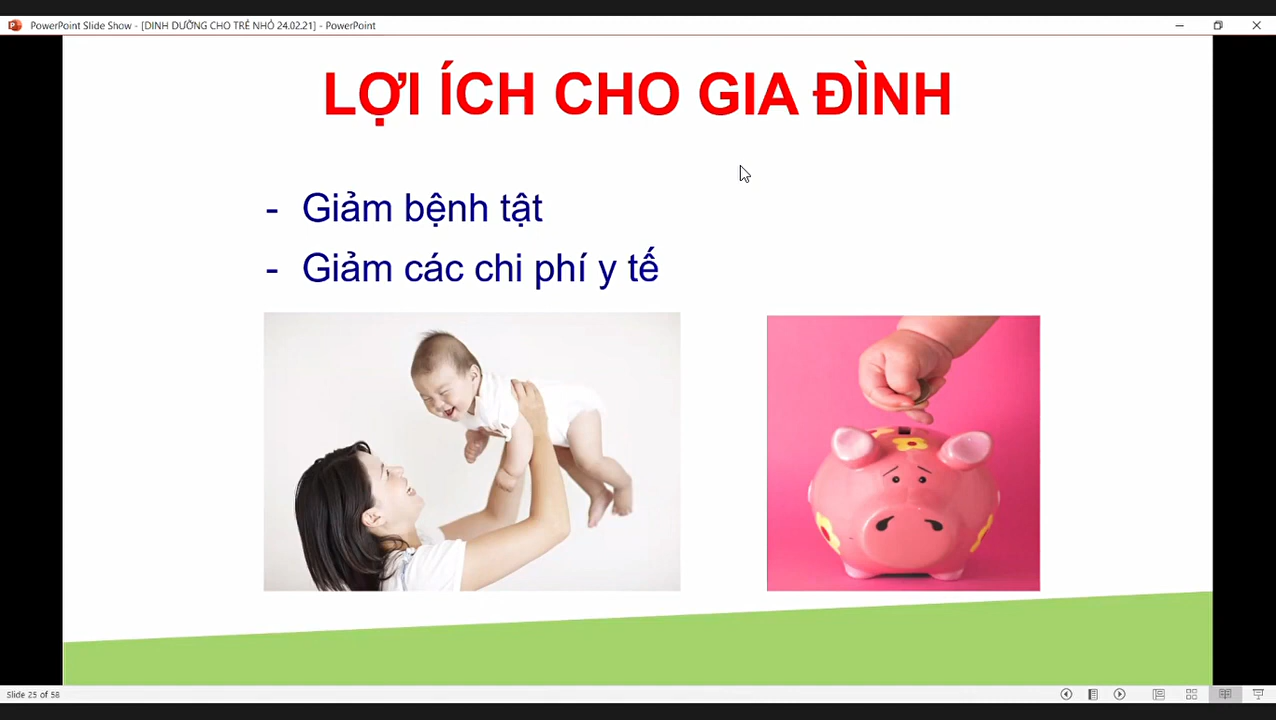 PowerPoint Slide Show - [DINH DƯỠNG CHO TRẺ NHỎ 24.02.21] - PowerPoint
LỢI ÍCH CHO GIA ĐÌNH
- Giảm bệnh tật
- Giảm các chi phí y tế
Slide 25 of 58